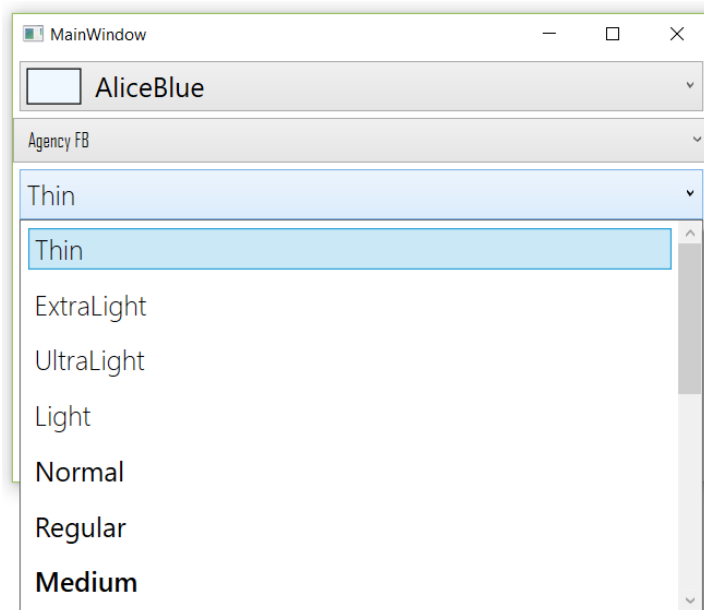 MainWindow
AliceBlue
Agency FB
Thin
Thin
ExtraLight
UltraLight
Light
Normal
Regular
Medium